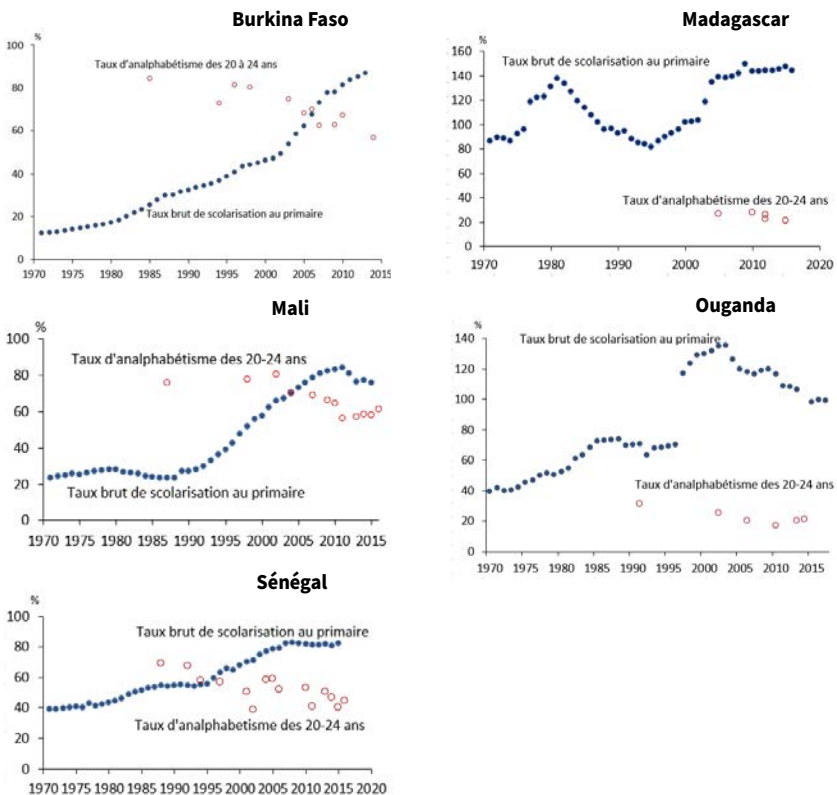 Burkina Faso
%
100
Taux d'analphabétisme des 20 à 24 ans
80
60
40
Taux brut de scolarisation au primaire
20
0
1970 1975 1980 1985 1990 1995 2000 2005 2010 2015
Madagascar
%
160
Taux brut de scolarisation au primaire
140
120
100
80
60
Taux d'analphabétisme des 20-24 ans
40
20
0
1970 1980 1990 2000 2010 2020
Mali
%
100
Taux d'analphabétisme des 20-24 ans
80
60
40
20
Taux brut de scolarisation au primaire
0
1970 1975 1980 1985 1990 1995 2000 2005 2010 2015
Ouganda
%
140
Taux brut de scolarisation au primaire
120
100
80
60
Taux d'analphabétisme des 20-24 ans
40
20
0
1970 1975 1980 1985 1990 1995 2000 2005 2010 2015
Sénégal
%
100
Taux brut de scolarisation au primaire
80
60
40
Taux d'analphabétisme des 20-24 ans
20
0
1970 1975 1980 1985 1990 1995 2000 2005 2010 2015 2020